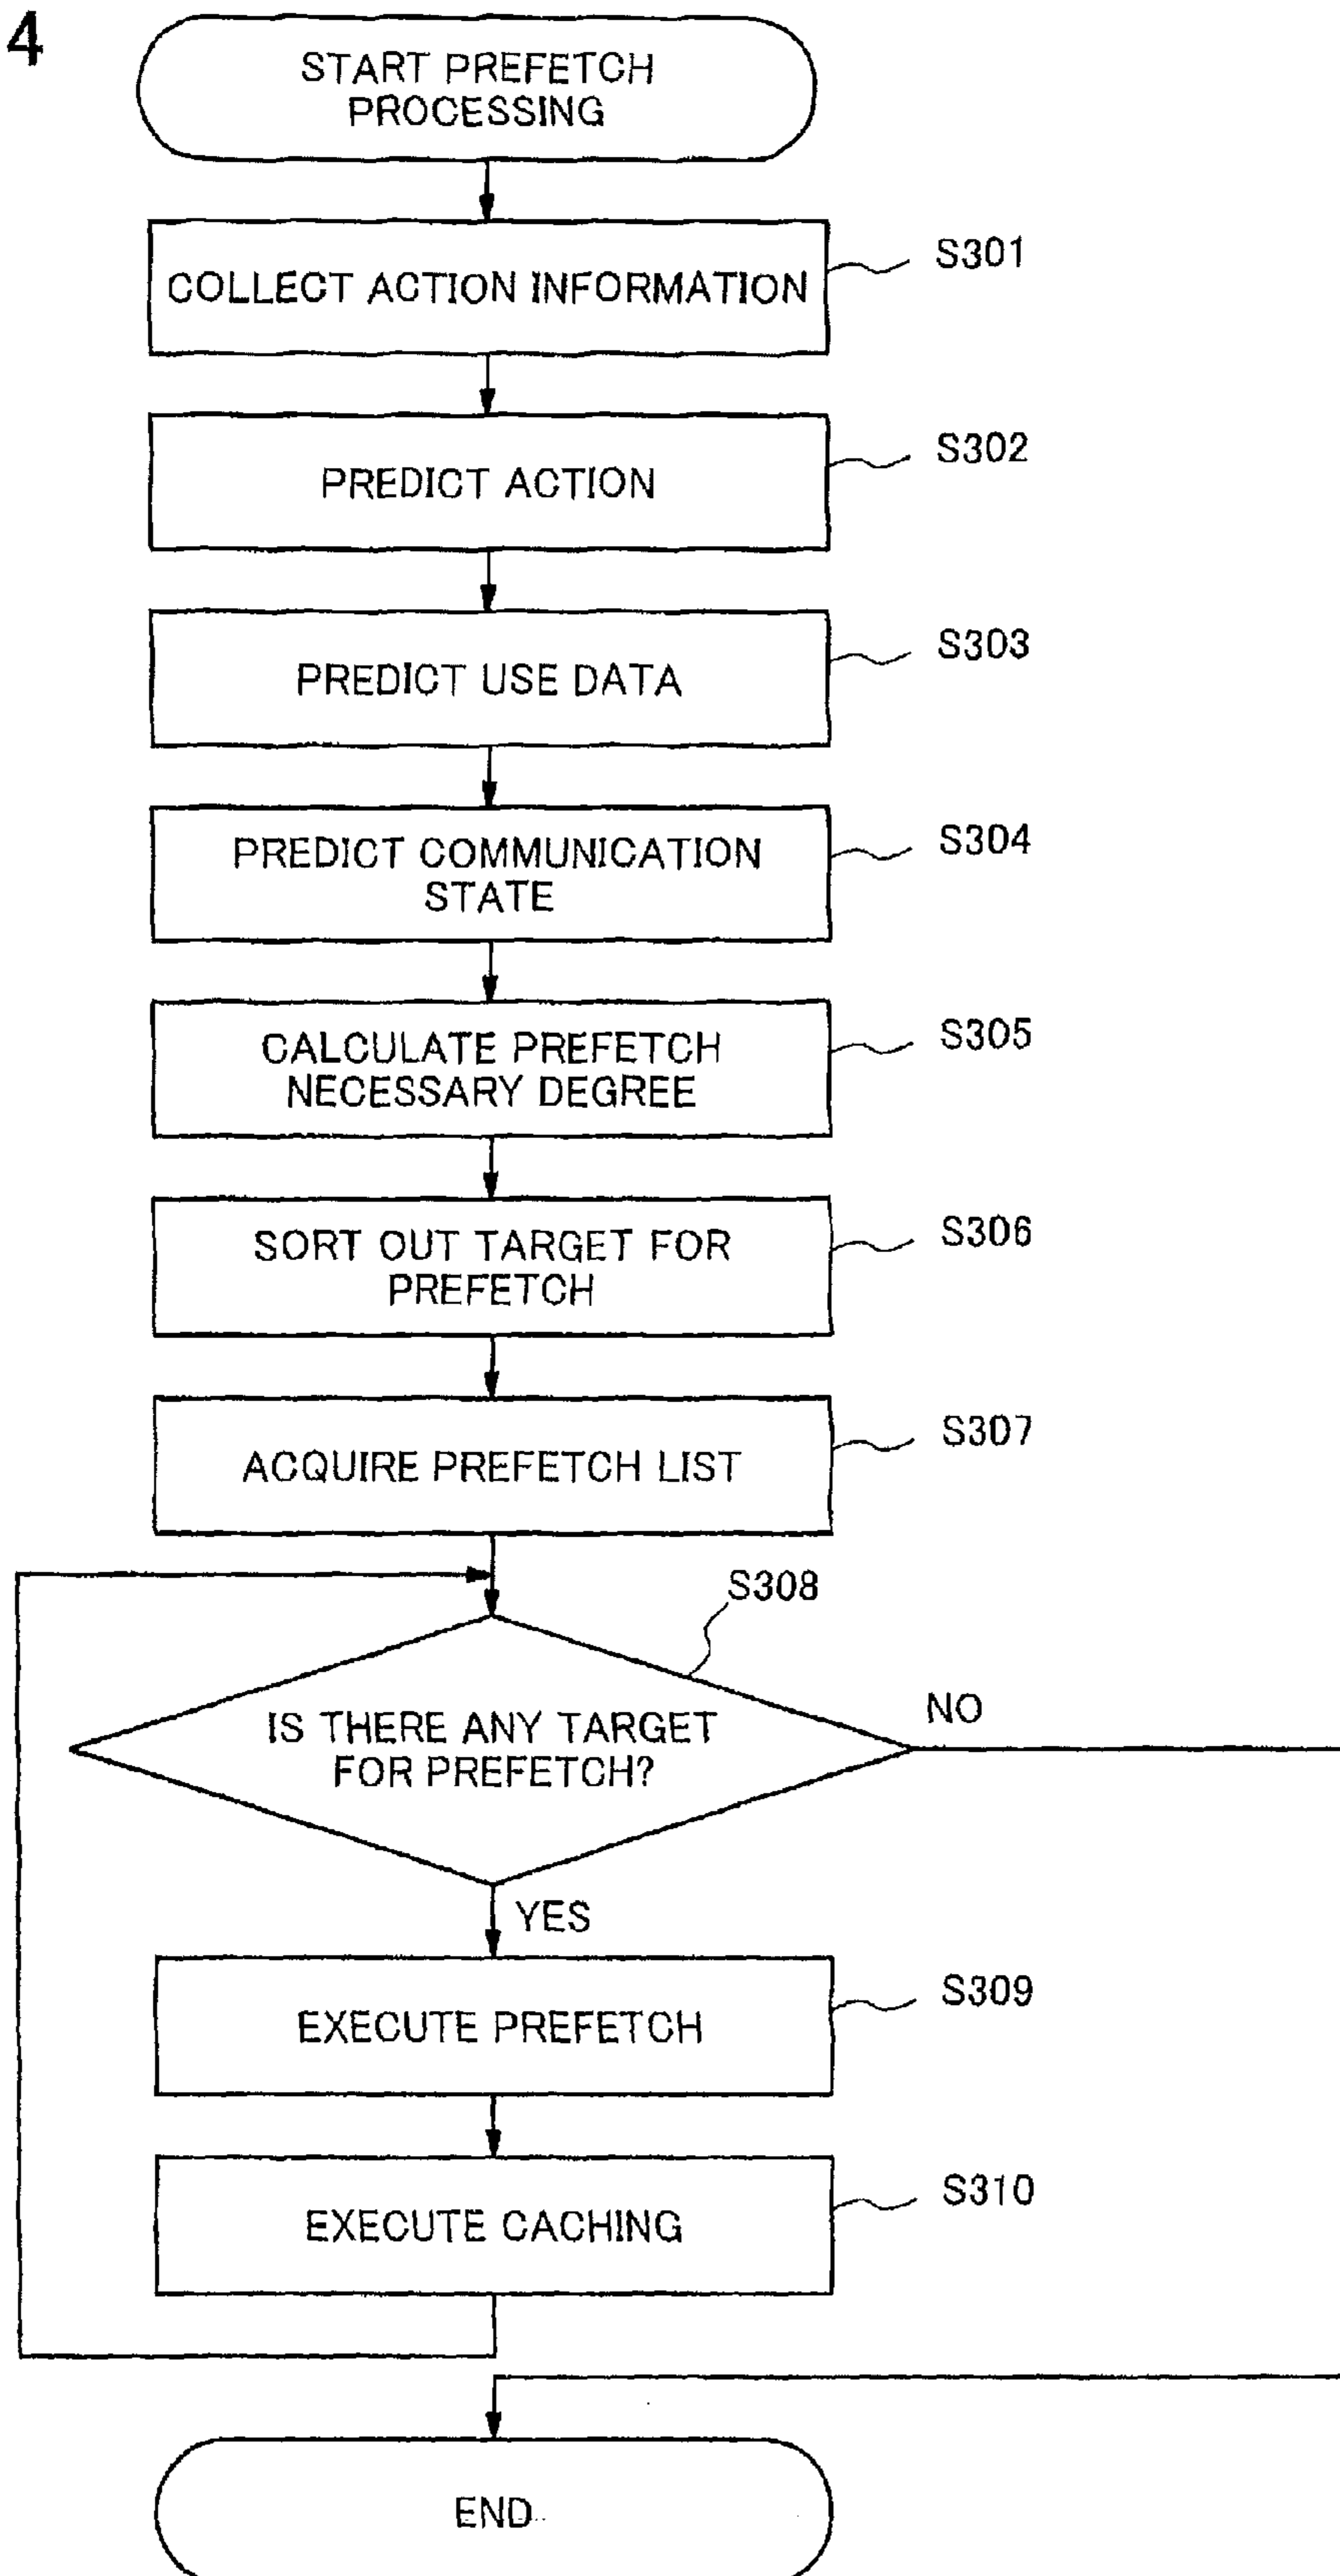 4
START PREFETCH
PROCESSING
COLLECT ACTION INFORMATION
S301
PREDICT ACTION
S302
PREDICT USE DATA
S303
PREDICT COMMUNICATION
STATE
S304
CALCULATE PREFETCH
NECESSARY DEGREE
S305
SORT OUT TARGET FOR
PREFETCH
S306
ACQUIRE PREFETCH LIST
S307
S308
IS THERE ANY TARGET
FOR PREFETCH?
NO
YES
EXECUTE PREFETCH
S309
EXECUTE CACHING
S310
END